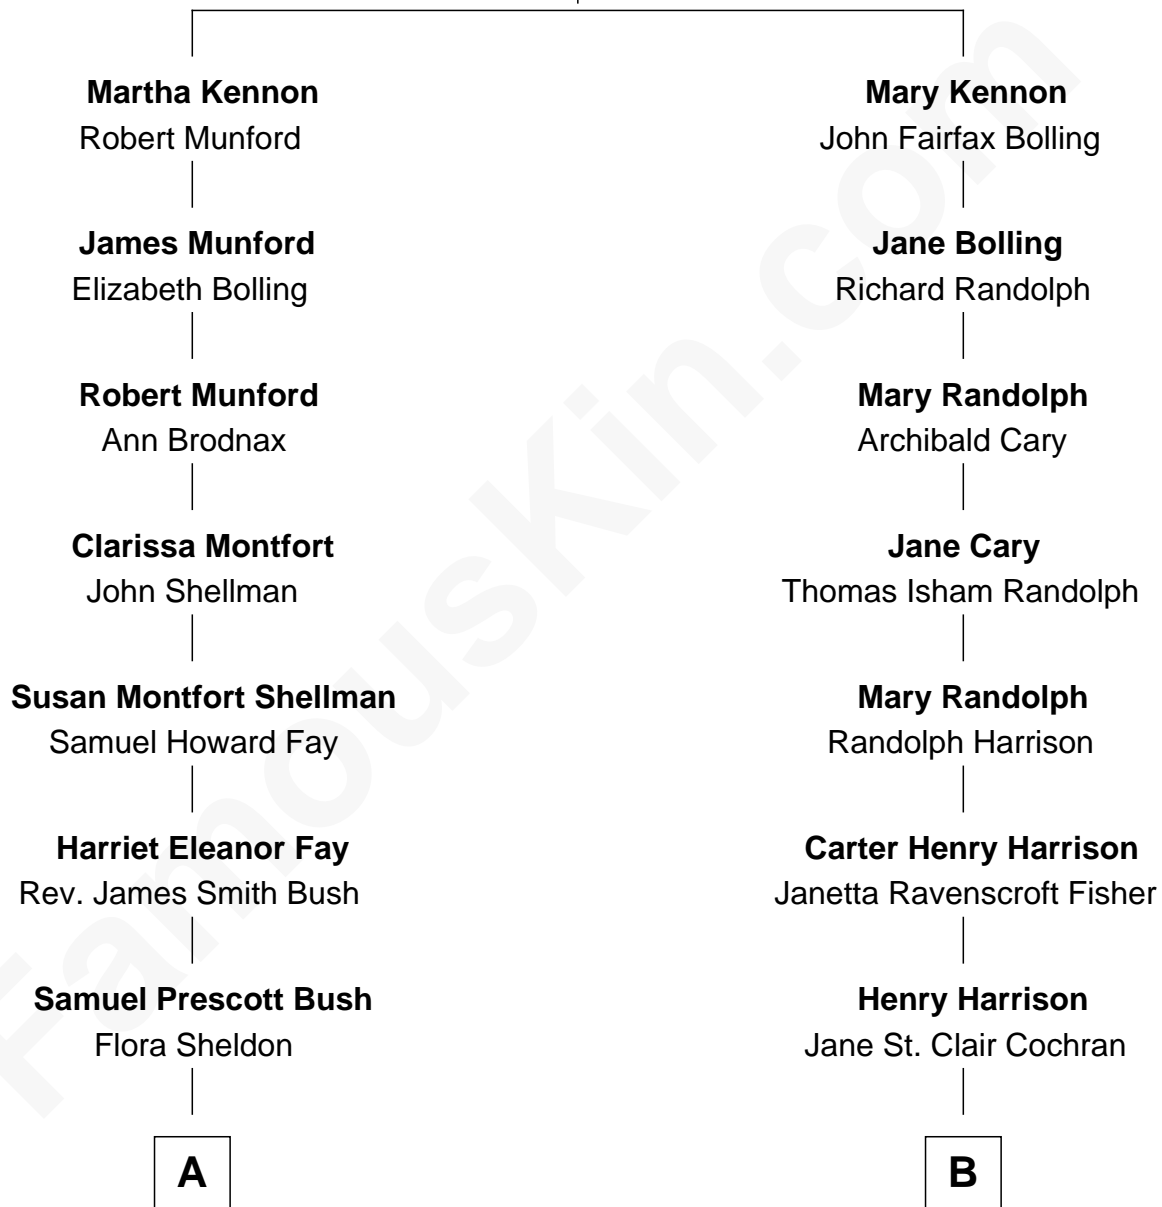 Martha Kennon
Robert Munford
Mary Kennon
John Fairfax Bolling
James Munford
Elizabeth Bolling
Jane Bolling
Richard Randolph
Robert Munford
Ann Brodnax
Mary Randolph
Archibald Cary
Clarissa Montfort
John Shellman
Jane Cary
Thomas Isham Randolph
Susan Montfort Shellman
Samuel Howard Fay
Mary Randolph
Randolph Harrison
Harriet Eleanor Fay
Rev. James Smith Bush
Carter Henry Harrison
Janetta Ravenscroft Fisher
Samuel Prescott Bush
Flora Sheldon
Henry Harrison
Jane St. Clair Cochran
A
B
FamousKin.com